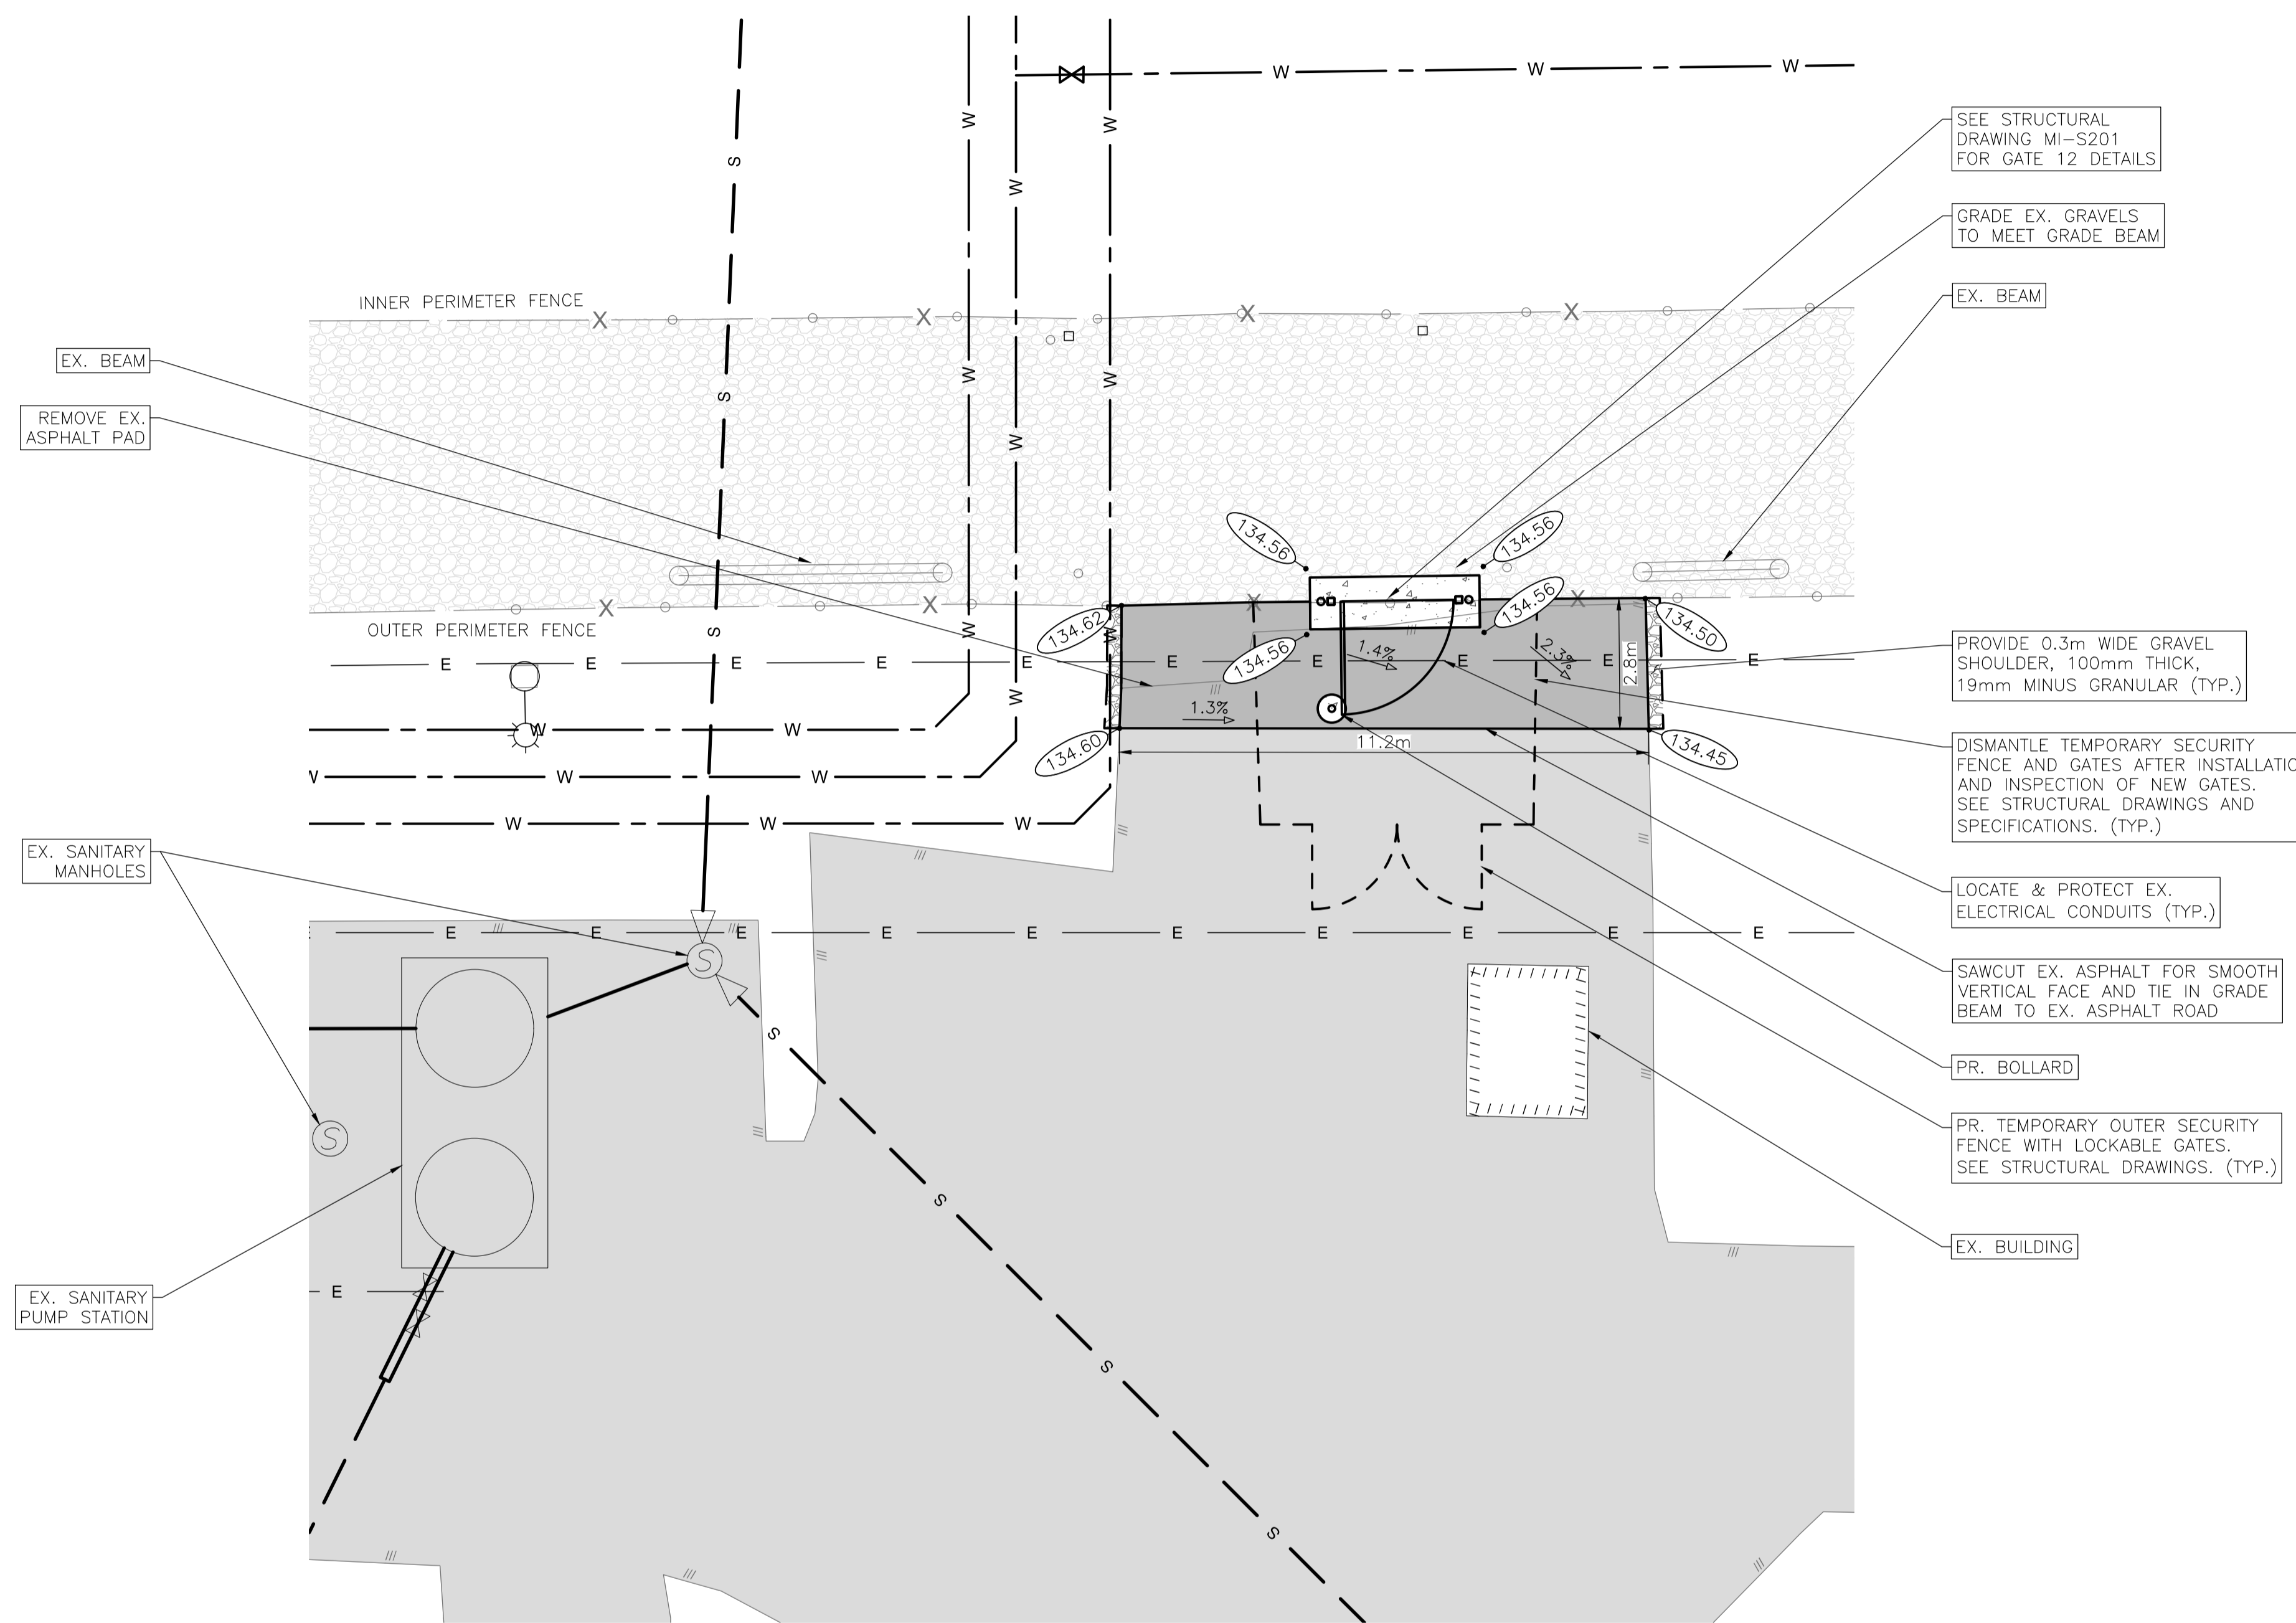 SEE STRUCTURAL
DRAWING MI-S201
FOR GATE 12 DETAILS
GRADE EX. GRAVELS
TO MEET GRADE BEAM
EX. BEAM
INNER PERIMETER FENCE
EX. BEAM
REMOVE EX.
ASPHALT PAD
OUTER PERIMETER FENCE
134.56
134.56
134.56
134.56
134.62
134.50
134.60
134.45
1.4%
2.3%
1.3%
2.8m
11.2m
PROVIDE 0.3m WIDE GRAVEL
SHOULDER, 100mm THICK,
19mm MINUS GRANULAR (TYP.)
DISMANTLE TEMPORARY SECURITY
FENCE AND GATES AFTER INSTALLATIO
AND INSPECTION OF NEW GATES.
SEE STRUCTURAL DRAWINGS AND
SPECIFICATIONS. (TYP.)
EX. SANITARY
MANHOLES
LOCATE & PROTECT EX.
ELECTRICAL CONDUITS (TYP.)
SAWCUT EX. ASPHALT FOR SMOOTH
VERTICAL FACE AND TIE IN GRADE
BEAM TO EX. ASPHALT ROAD
PR. BOLLARD
PR. TEMPORARY OUTER SECURITY
FENCE WITH LOCKABLE GATES.
SEE STRUCTURAL DRAWINGS. (TYP.)
EX. BUILDING
EX. SANITARY
PUMP STATION
W W W
W W
W
W W
W
W W
W
W W
W W W
W W W
X X X X
X X X X
E E E E E E E E E E
E E E E E E E E E E
E
S
S
S
S
S
S
S
S
S
S